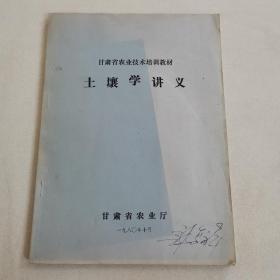 甘肃省农业技术培训教材
土壤学讲义
甘肃省农业厅
一九八〇年十月